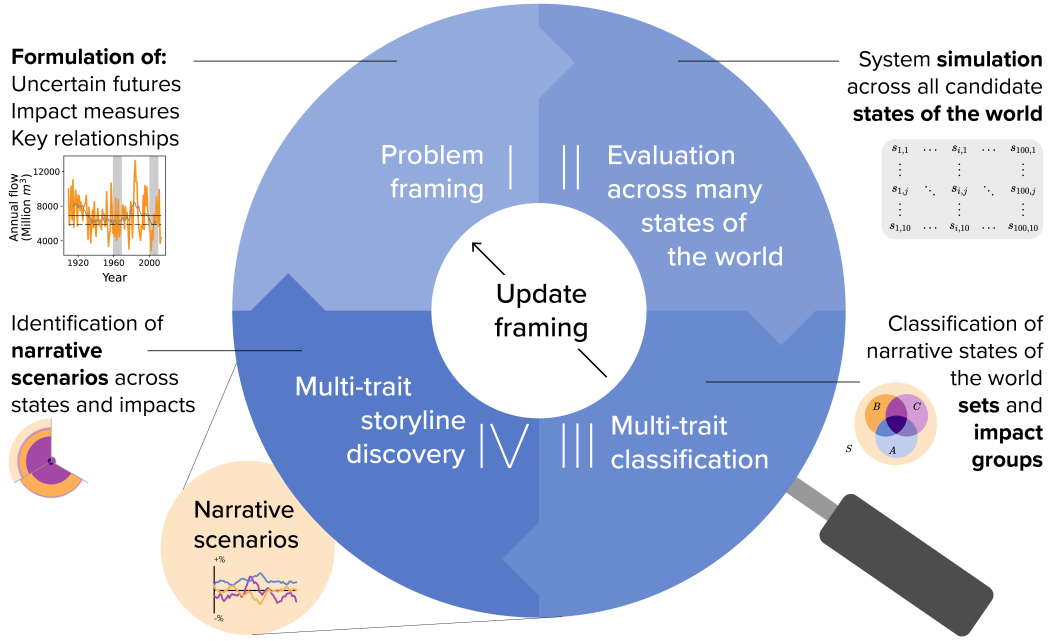 Formulation of:
Uncertain futures
Impact measures
Key relationships
12000
8000
4000
Annual flow
(Million m³)
1920
1960
2000
Year
Problem
framing
I
II
Evaluation
across many
states of
the world
System simulation
across all candidate
states of the world
s1,1 ⋯ si,1 ⋯ s100,1
⋮ ⋮ ⋮
s1,j ⋱ si,j ⋱ s100,j
⋮ ⋮ ⋮
s1,10 ⋯ si,10 ⋯ s100,10
Update
framing
Identification of
narrative
scenarios across
states and impacts
Multi-trait
storyline
discovery
IV
III
Multi-trait
classification
Classification of
narrative states of
the world
sets and
impact
groups
B
C
A
S
Narrative
scenarios
+%
-%